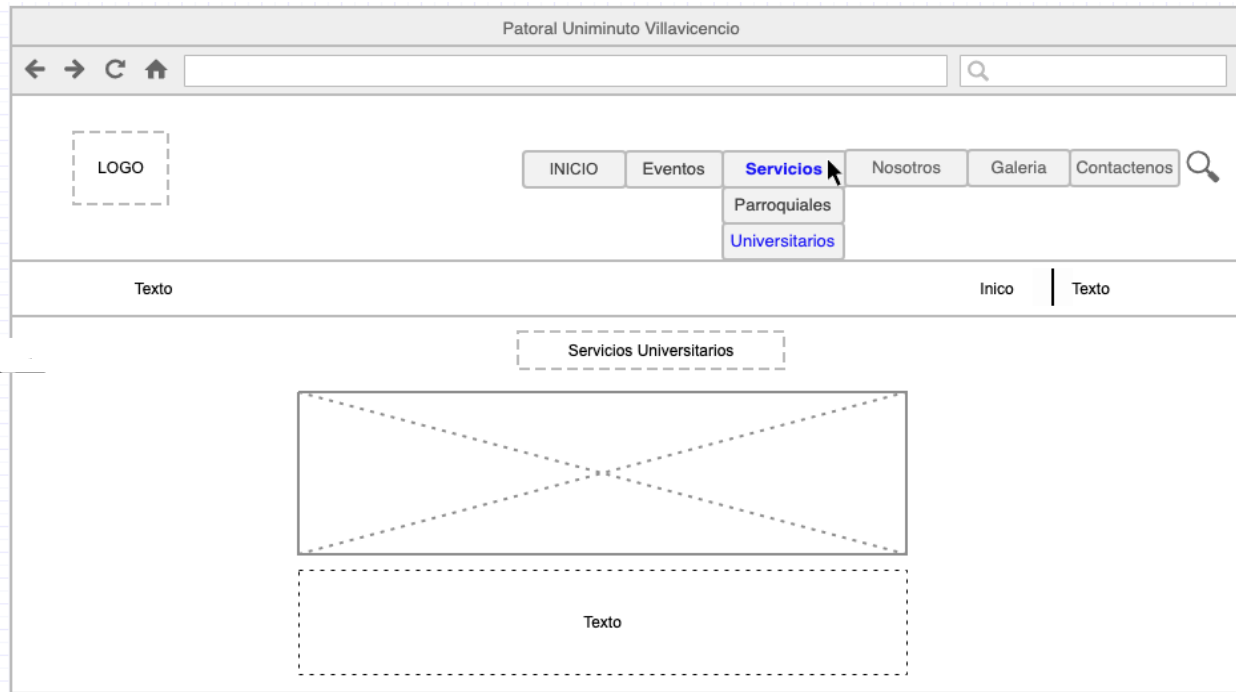 Patoral Uniminuto Villavicencio
LOGO
INICIO Eventos Servicios Nosotros Galeria Contactenos
Parroquiales
Universitarios
Texto Inico Texto
Servicios Universitarios
Texto